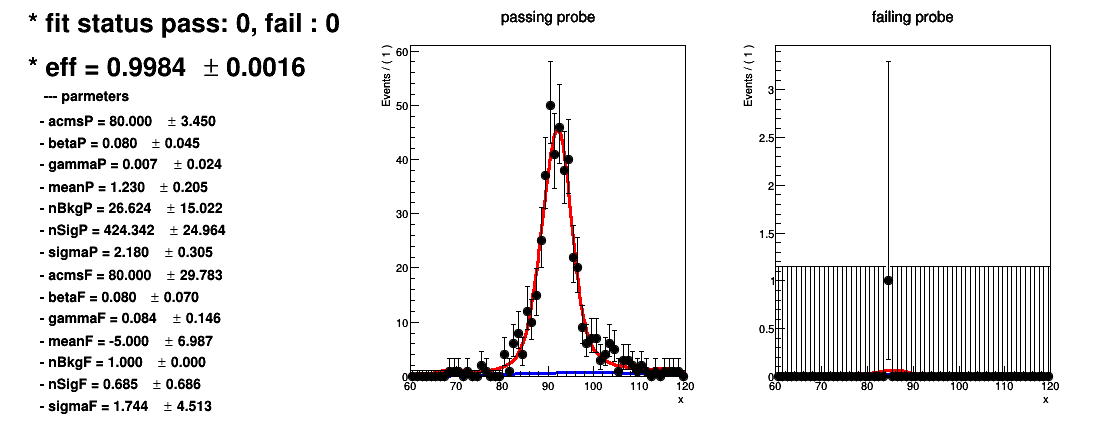 * fit status pass: 0, fail : 0
* eff = 0.9984 ± 0.0016
--- parmeters
- acmsP = 80.000 ± 3.450
- betaP = 0.080 ± 0.045
- gammaP = 0.007 ± 0.024
- meanP = 1.230 ± 0.205
- nBkgP = 26.624 ± 15.022
- nSigP = 424.342 ± 24.964
- sigmaP = 2.180 ± 0.305
- acmsF = 80.000 ± 29.783
- betaF = 0.080 ± 0.070
- gammaF = 0.084 ± 0.146
- meanF = -5.000 ± 6.987
- nBkgF = 1.000 ± 0.000
- nSigF = 0.685 ± 0.686
- sigmaF = 1.744 ± 4.513
passing probe
Events / ( 1 )
60
50
40
30
20
10
0
60 70 80 90 100 110 120
x
failing probe
Events / ( 1 )
3
2.5
2
1.5
1
0.5
0
60 70 80 90 100 110 120
x